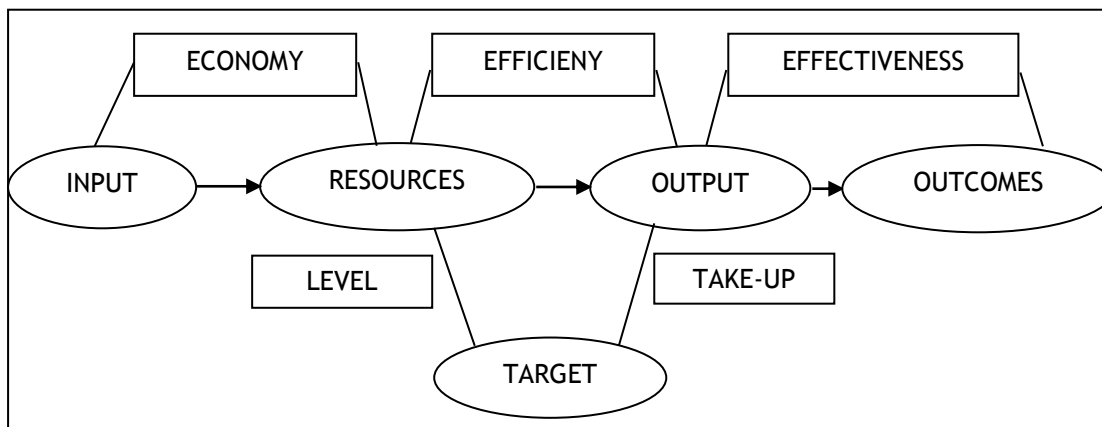 ECONOMY EFFICIENY EFFECTIVENESS
INPUT RESOURCES OUTPUT OUTCOMES
LEVEL TAKE-UP
TARGET